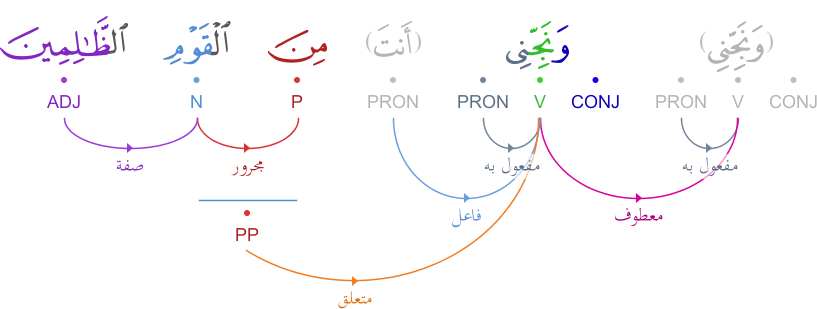 (وَنَجِّنِى) وَنَجِّنِى (أَنتَ) مِنَ ٱلْقَوْمِ ٱلظَّـٰلِمِينَ
CONJ V PRON CONJ V PRON PRON P N ADJ
مفعول به مفعول به مجرور صفة
معطوف فاعل
PP
متعلق